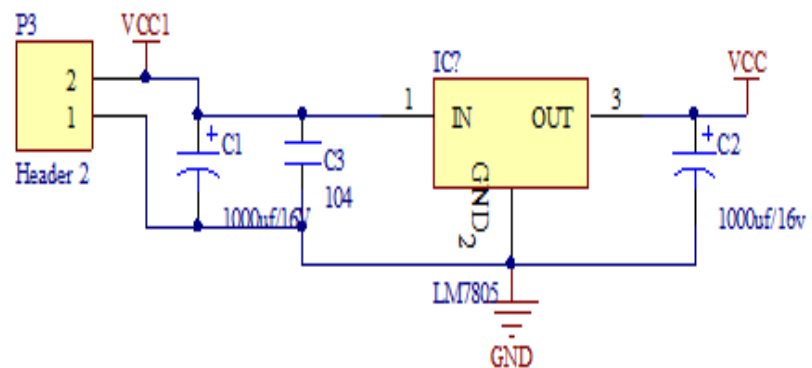 P3
VCC1
2
1
Header 2
C1
1000uf/16V
C3
104
IC?
1
IN
OUT
3
GND
2
LM7805
GND
VCC
C2
1000uf/16v